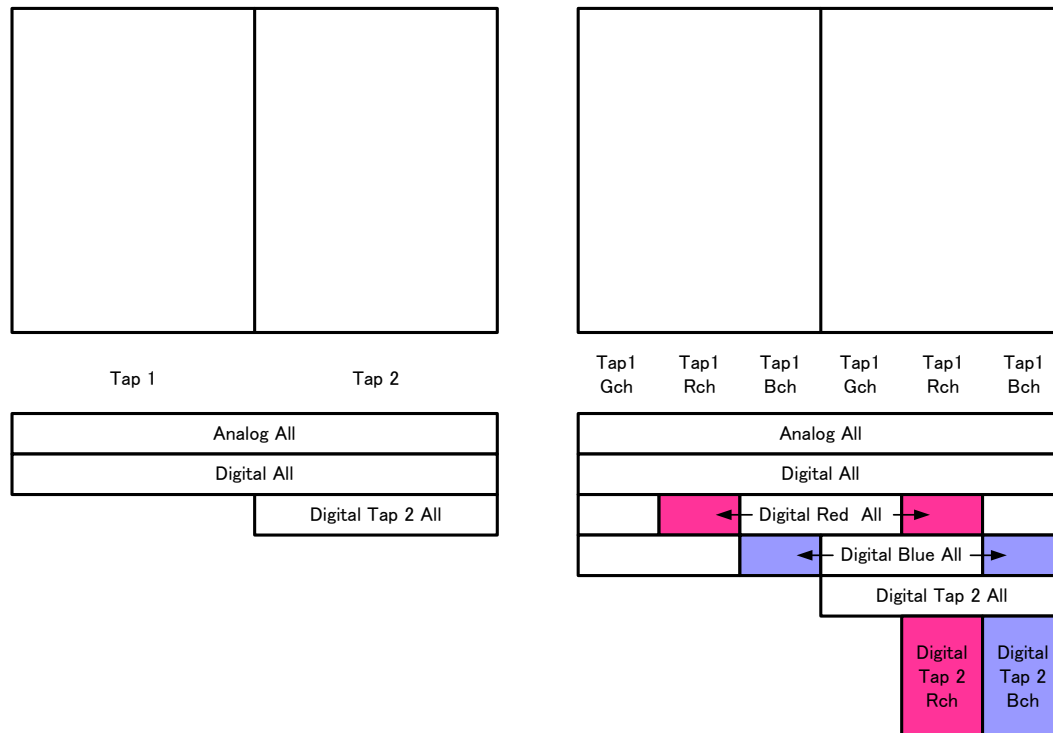 Tap 1
Tap 2
Analog All
Digital All
Digital Tap 2 All
Tap1 Tap1 Tap1 Tap1 Tap1 Tap1
Gch Rch Bch Gch Rch Bch
Analog All
Digital All
Digital Red All
Digital Blue All
Digital Tap 2 All
Digital
Tap 2
Rch
Digital
Tap 2
Bch